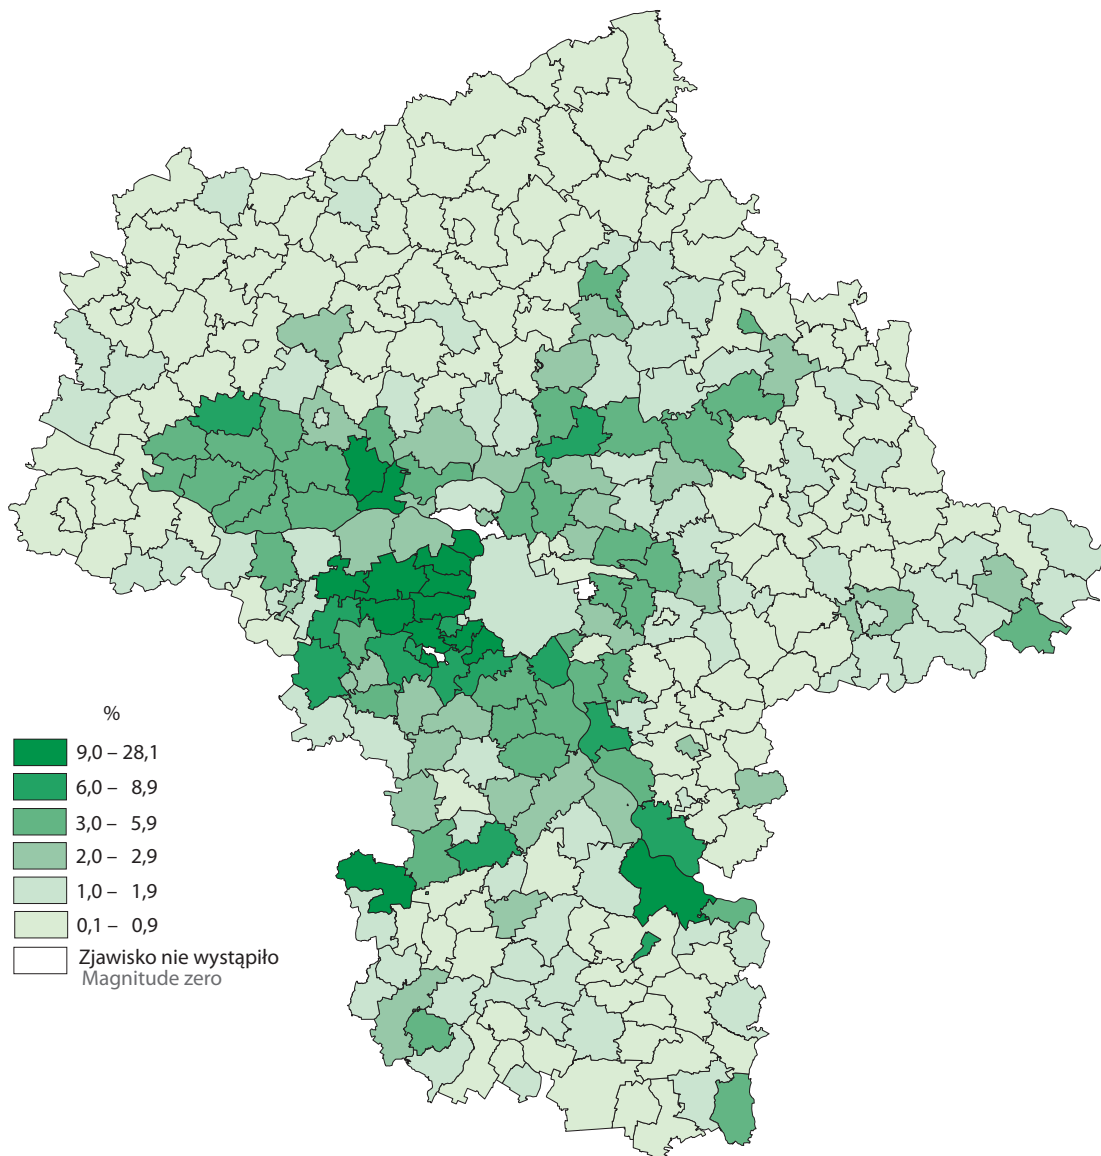 %
9,0 – 28,1
6,0 – 8,9
3,0 – 5,9
2,0 – 2,9
1,0 – 1,9
0,1 – 0,9
Zjawisko nie wystąpiło
Magnitude zero